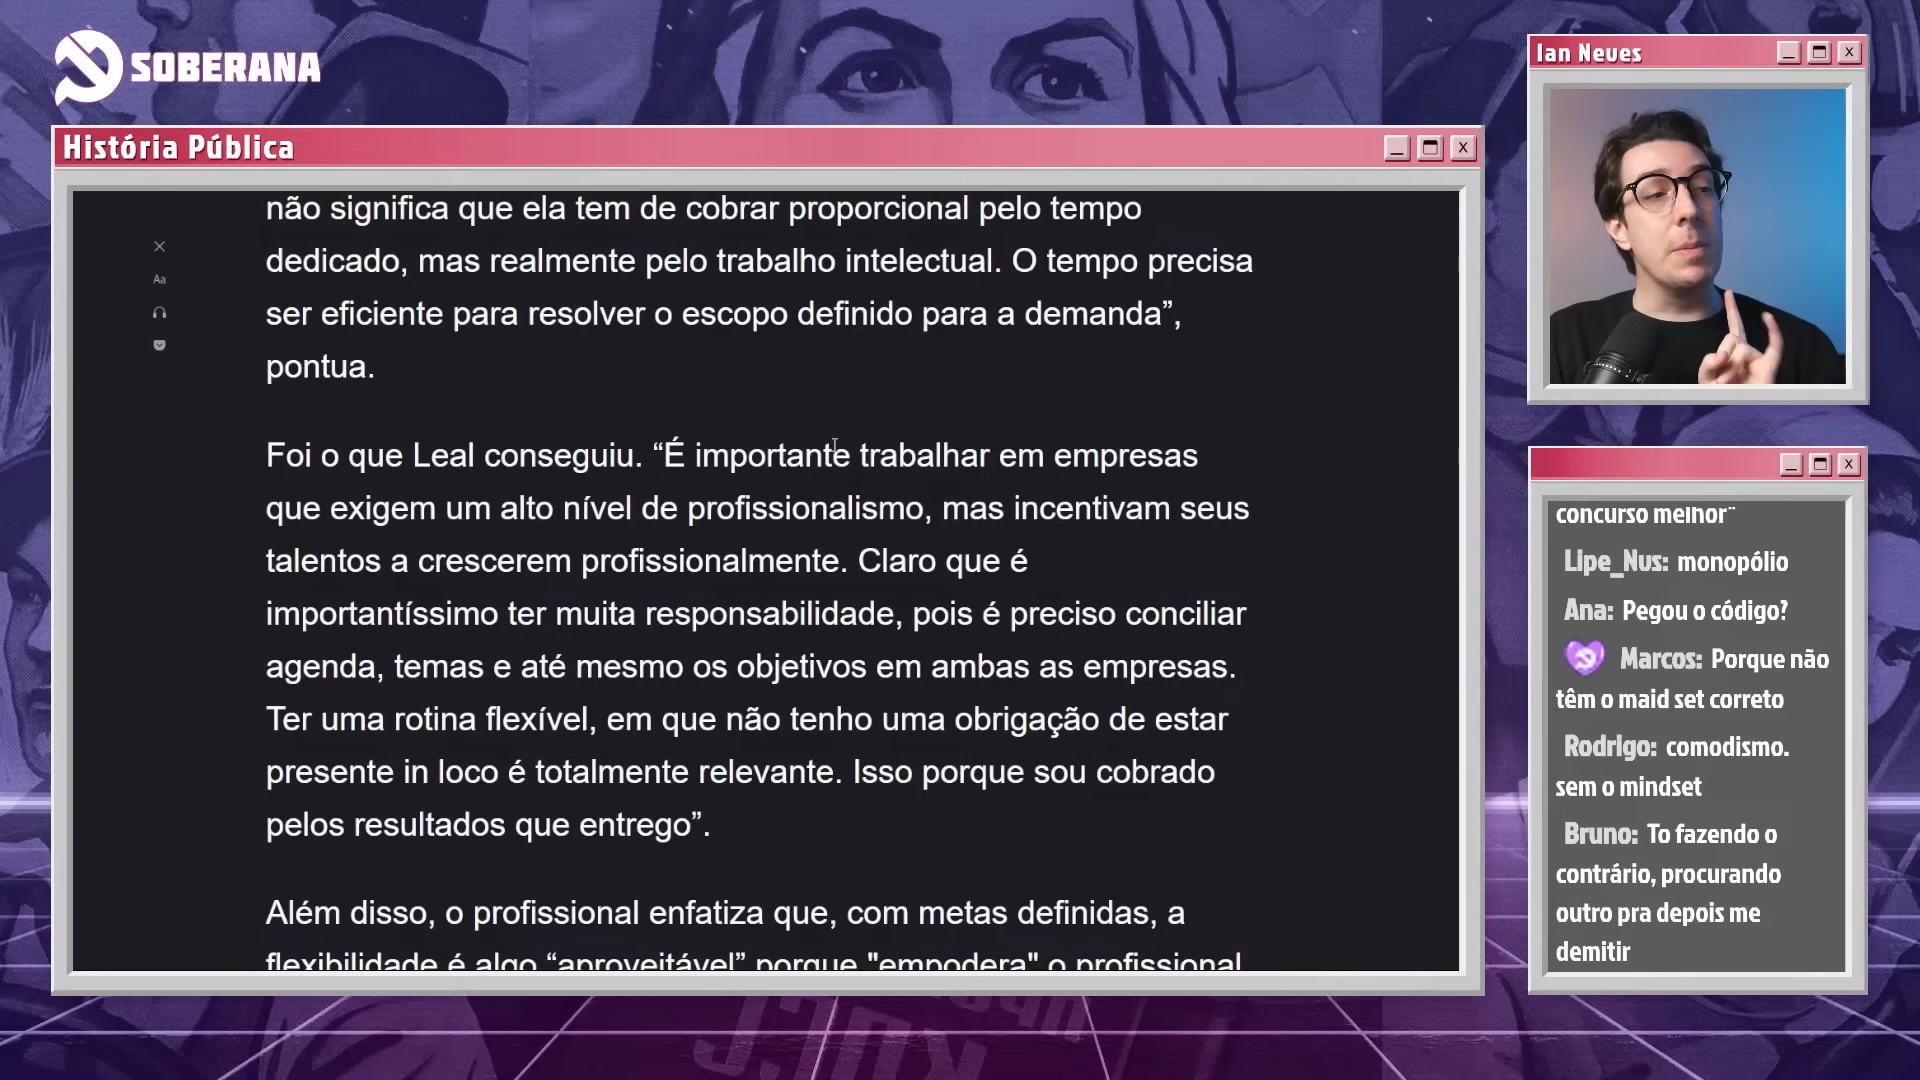 SOBERANA
História Pública
não significa que ela tem de cobrar proporcional pelo tempo
dedicado, mas realmente pelo trabalho intelectual. O tempo precisa
ser eficiente para resolver o escopo definido para a demanda”,
pontua.
Foi o que Leal conseguiu. “É importante trabalhar em empresas
que exigem um alto nível de profissionalismo, mas incentivam seus
talentos a crescerem profissionalmente. Claro que é
importantíssimo ter muita responsabilidade, pois é preciso conciliar
agenda, temas e até mesmo os objetivos em ambas as empresas.
Ter uma rotina flexível, em que não tenho uma obrigação de estar
presente in loco é totalmente relevante. Isso porque sou cobrado
pelos resultados que entrego”.
Além disso, o profissional enfatiza que, com metas definidas, a
flexibilidade é algo “aproveitável” porque "empodera" o profissional
Aa
Ian Neves
concurso melhor"
Lipe_Nus: monopólio
Ana: Pegou o código?
Marcos: Porque não
têm o maid set correto
Rodrigo: comodismo.
sem o mindset
Bruno: To fazendo o
contrário, procurando
outro pra depois me
demitir